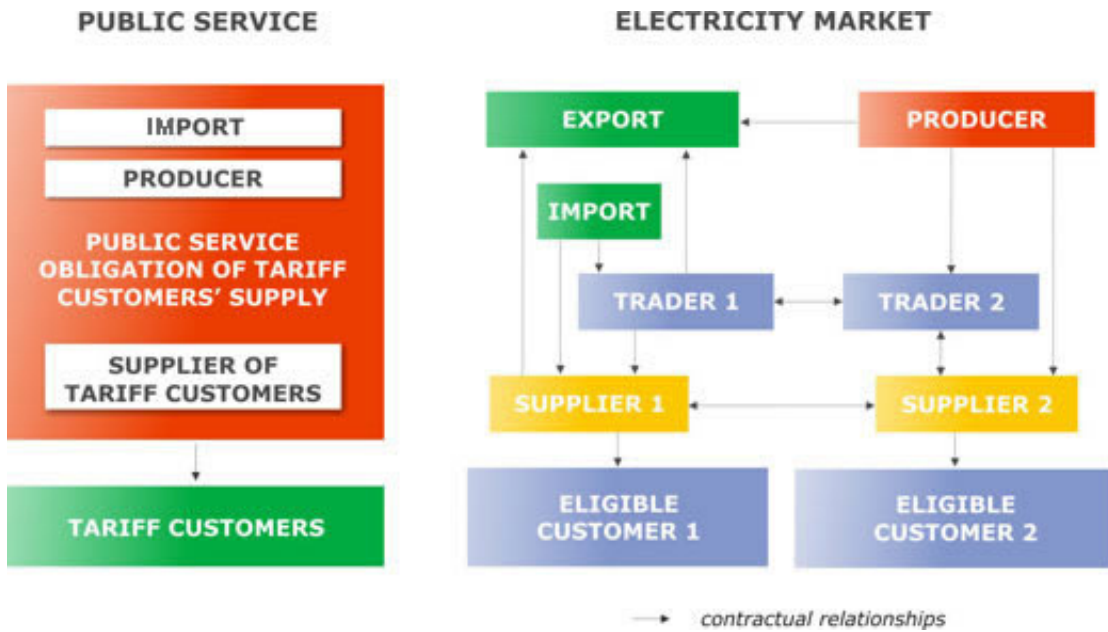 PUBLIC SERVICE
IMPORT
PRODUCER
PUBLIC SERVICE
OBLIGATION OF TARIFF
CUSTOMERS' SUPPLY
SUPPLIER OF
TARIFF CUSTOMERS
TARIFF CUSTOMERS
ELECTRICITY MARKET
EXPORT
PRODUCER
IMPORT
TRADER 1
TRADER 2
SUPPLIER 1
SUPPLIER 2
ELIGIBLE
CUSTOMER 1
ELIGIBLE
CUSTOMER 2
contractual relationships